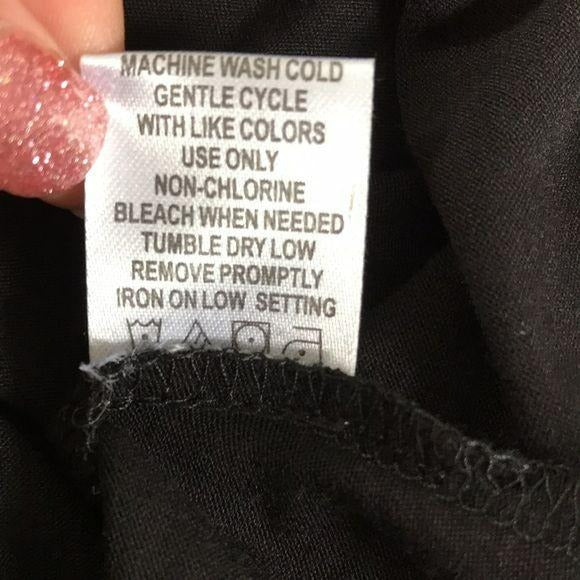 MACHINE WASH COLD
GENTLE CYCLE
WITH LIKE COLORS
USE ONLY
NON-CHLORINE
BLEACH WHEN NEEDED
TUMBLE DRY LOW
REMOVE PROMPTLY
IRON ON LOW SETTING